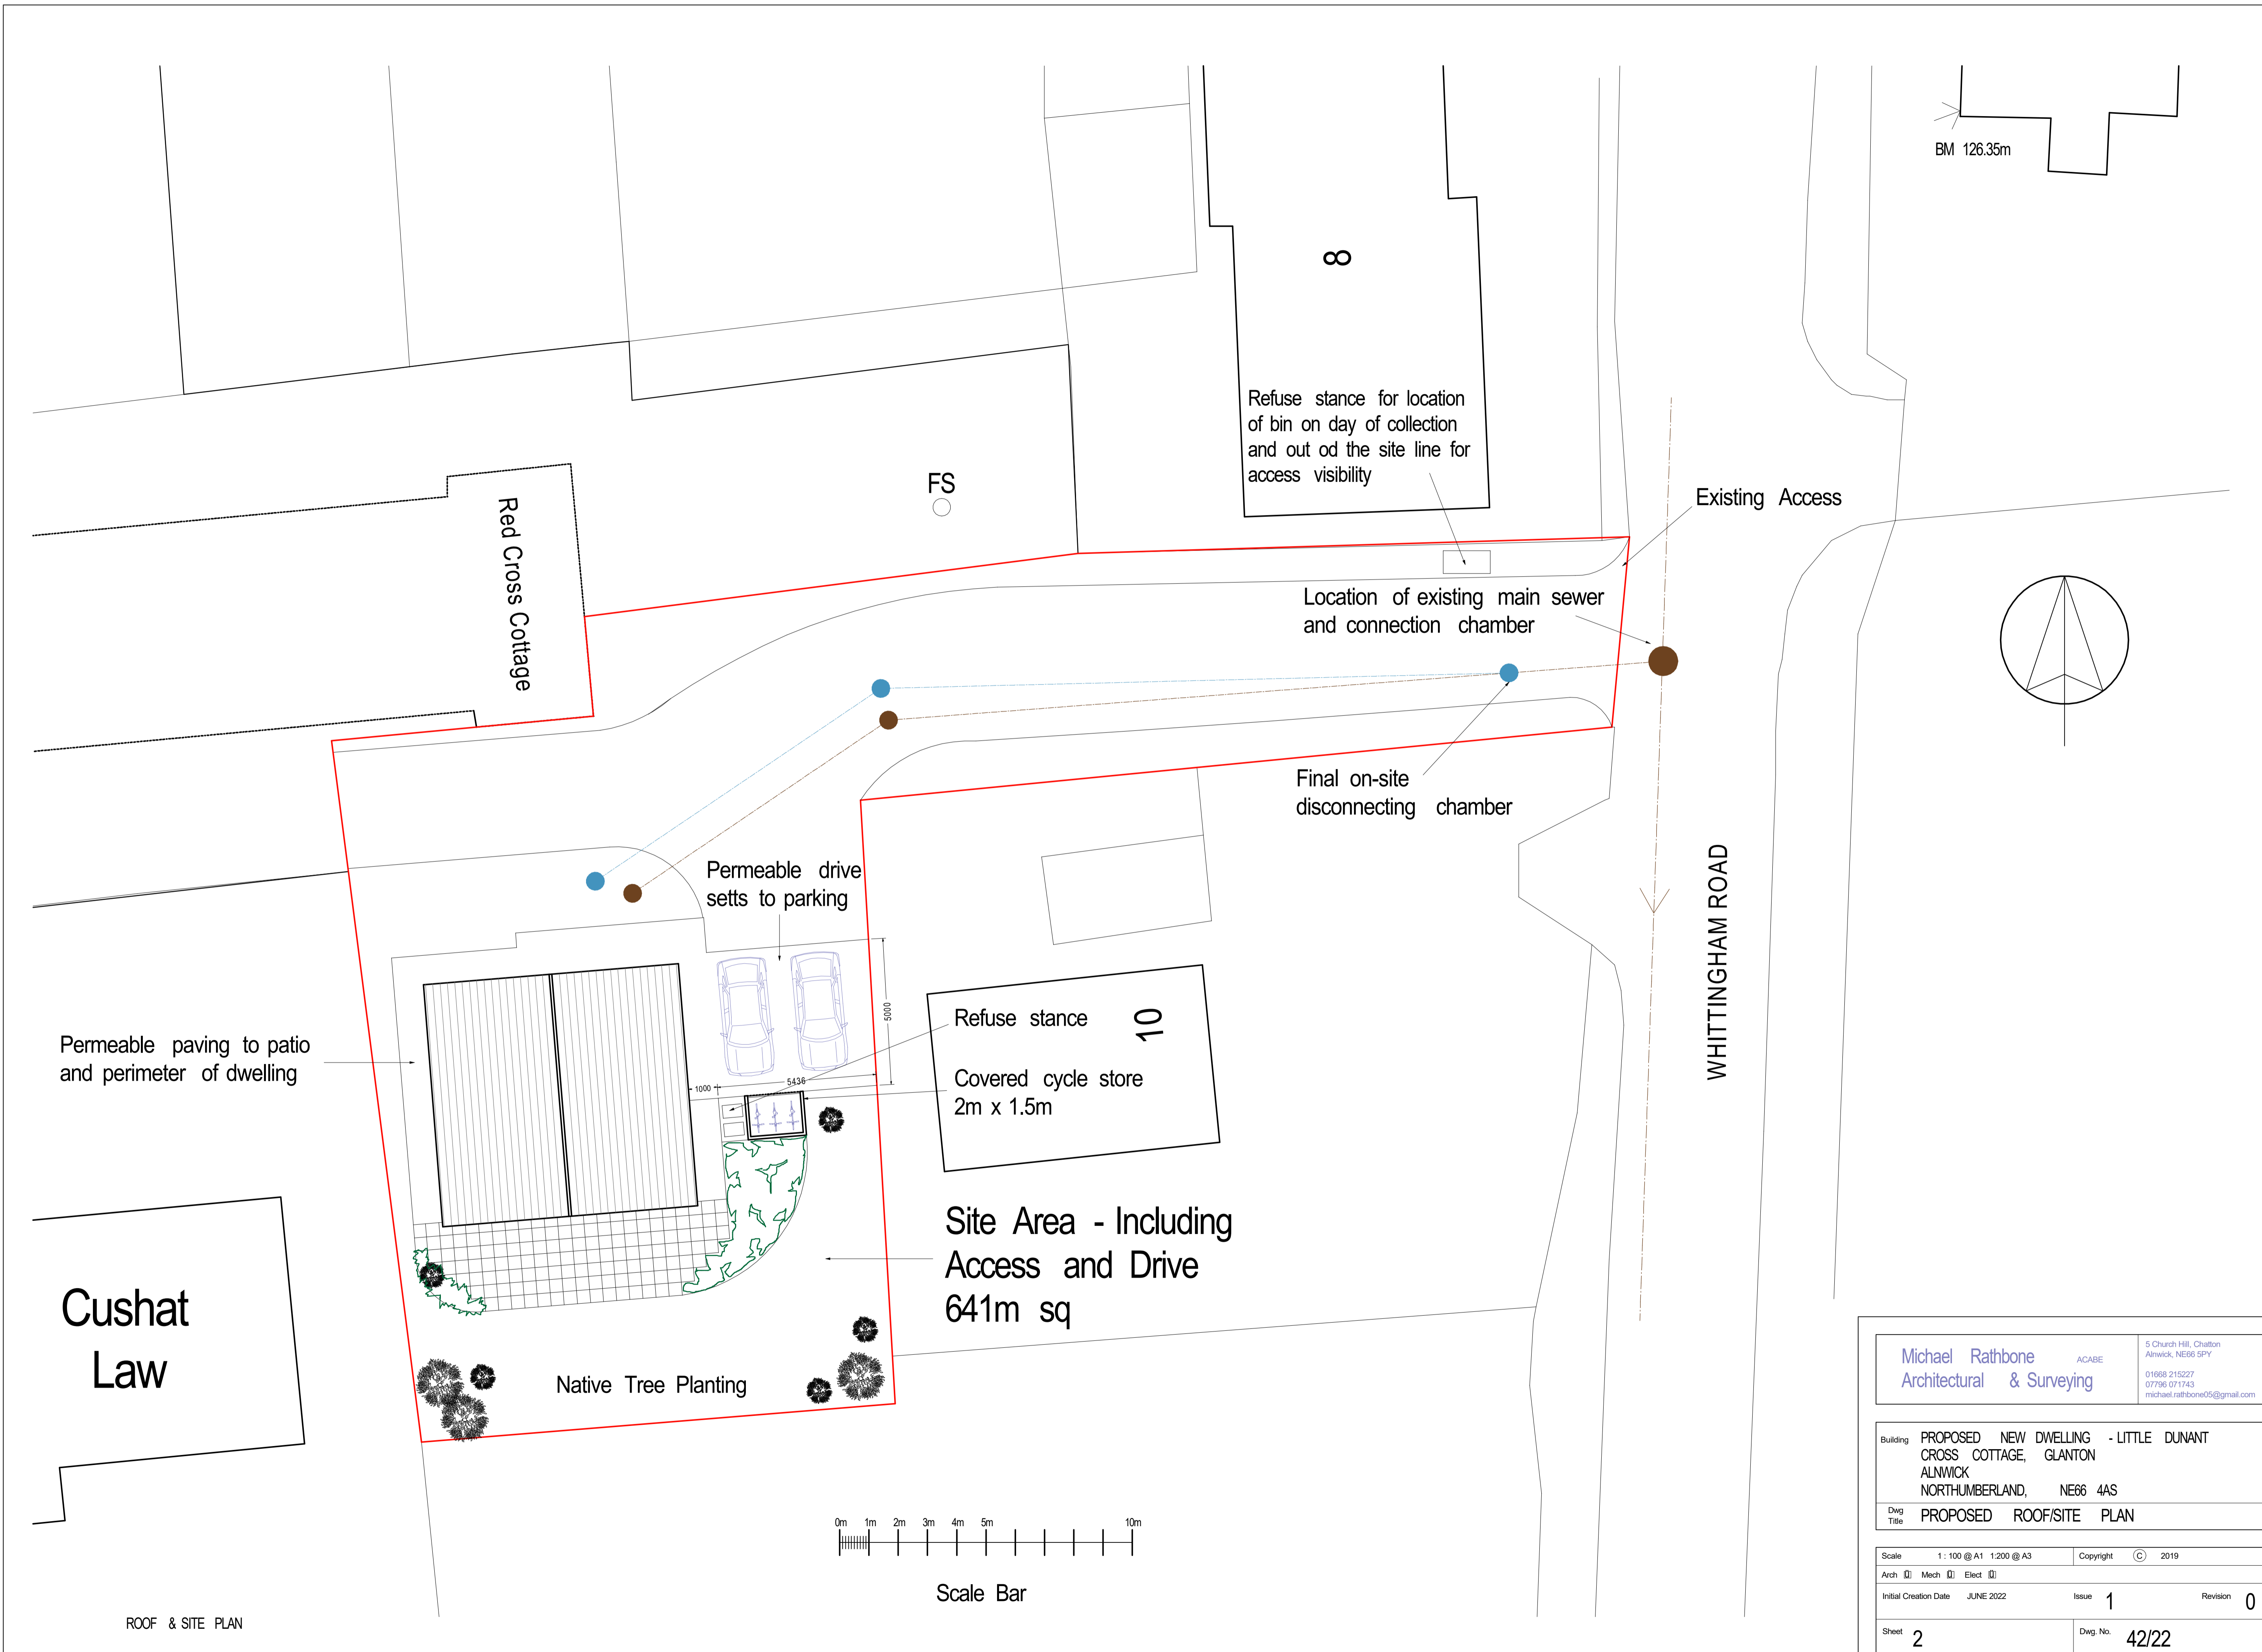 BM 126.35m
8
Refuse stance for location
of bin on day of collection
and out od the site line for
access visibility
FS
Existing Access
Red Cross Cottage
Location of existing main sewer
and connection chamber
Final on-site
disconnecting chamber
WHITTINGHAM ROAD
Permeable drive
setts to parking
5000
Refuse stance
10
Permeable paving to patio
and perimeter of dwelling
1000
5436
Covered cycle store
2m x 1.5m
Site Area - Including
Access and Drive
641m sq
Cushat
Law
Native Tree Planting
0m 1m 2m 3m 4m 5m 10m
Scale Bar
ROOF & SITE PLAN
Michael Rathbone ACABE
Architectural & Surveying
5 Church Hill, Chatton
Alnwick, NE66 5PY
01668 215227
07796 071743
michael.rathbone05@gmail.com
Building PROPOSED NEW DWELLING - LITTLE DUNANT
CROSS COTTAGE, GLANTON
ALNWICK
NORTHUMBERLAND, NE66 4AS
Dwg Title PROPOSED ROOF/SITE PLAN
Scale 1 : 100 @ A1 1:200 @ A3 Copyright © 2019
Arch Mech Elect
Initial Creation Date JUNE 2022 Issue 1 Revision 0
Sheet 2 Dwg. No. 42/22